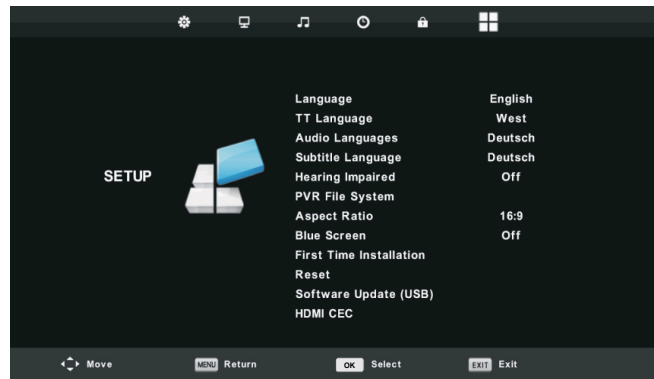 Language English
TT Language West
Audio Languages Deutsch
Subtitle Language Deutsch
SETUP
Hearing Impaired Off
PVR File System
Aspect Ratio 16:9
Blue Screen Off
First Time Installation
Reset
Software Update (USB)
HDMI CEC
Move MENU Return OK Select EXIT Exit